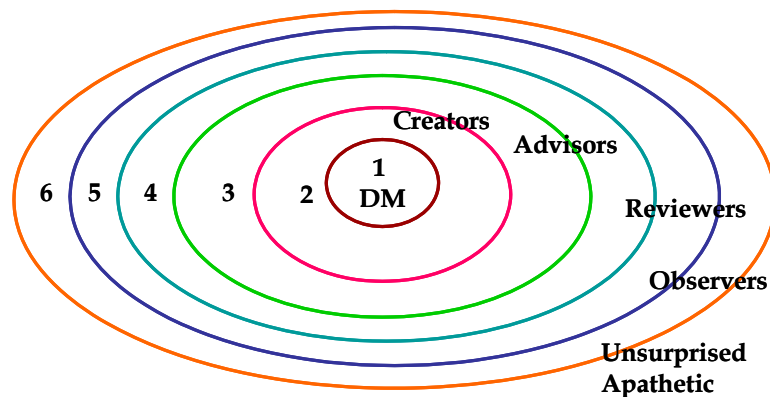 Creators
Advisors
1
DM
6 5 4 3 2
Reviewers
Observers
Unsurprised
Apathetic